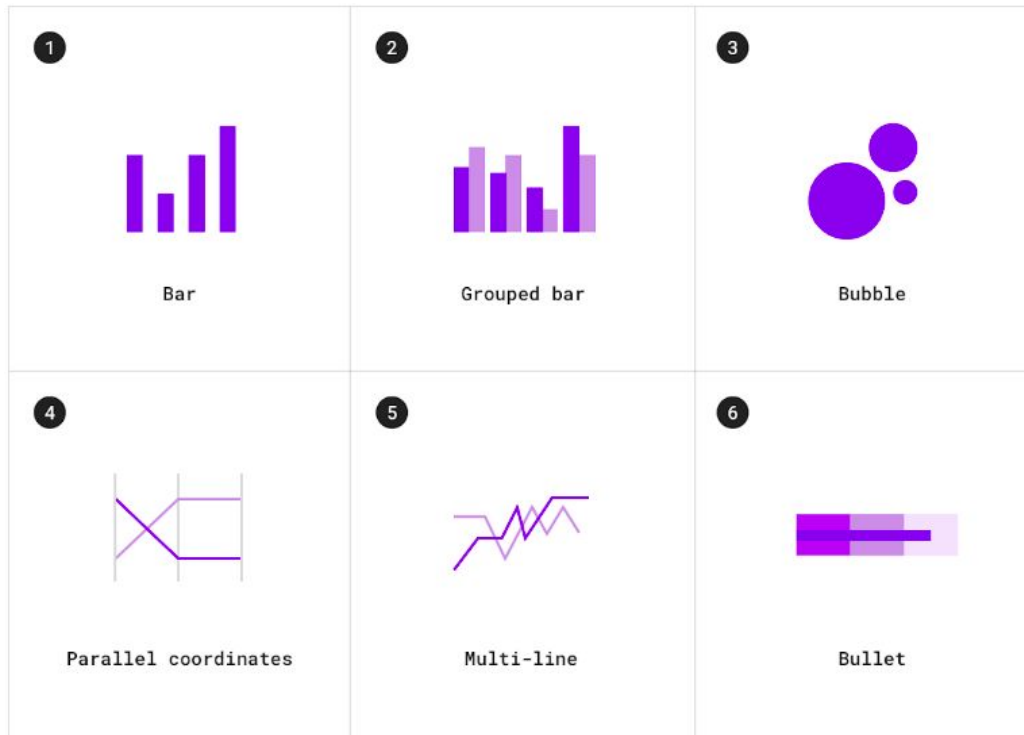 1
2
3
Bar
Grouped bar
Bubble
4
5
6
Parallel coordinates
Multi-line
Bullet